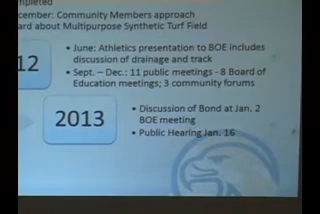 mpleted
cember: Community Members approach
ard about Multipurpose Synthetic Turf Field
12
• June: Athletics presentation to BOE includes
discussion of drainage and track
• Sept. – Dec.: 11 public meetings - 8 Board of
Education meetings; 3 community forums
2013
• Discussion of Bond at Jan. 2
BOE meeting
• Public Hearing Jan. 16